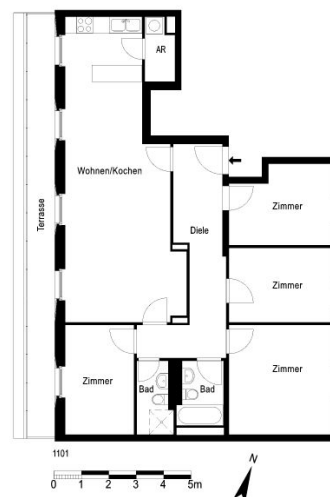 AR
Wohnen/Kochen
Terrasse
Zimmer
Diele
Zimmer
Zimmer
Zimmer
Bad
Bad
1101
0 1 2 3 4 5m
N